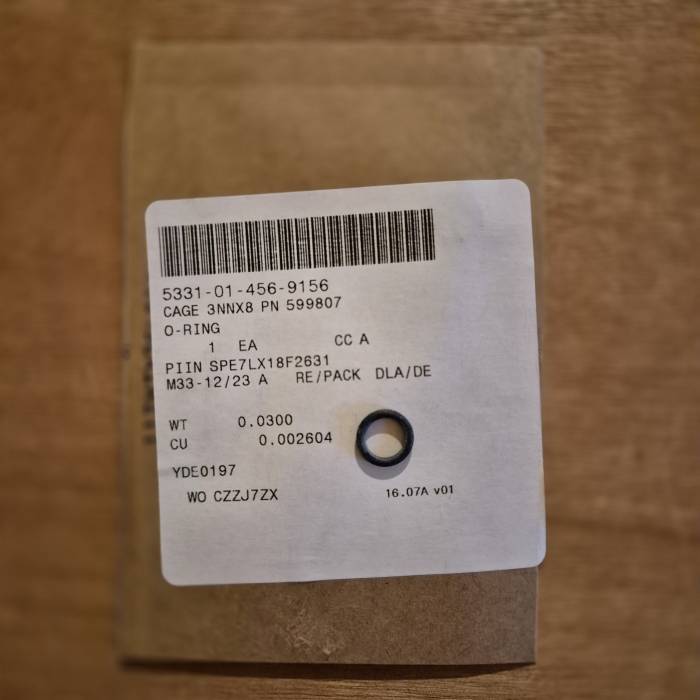 5331-01-456-9156
CAGE 3NNX8 PN 599807
O-RING
1 EA CC A
PIIN SPE7LX18F2631
M33-12/23 A RE/PACK DLA/DE
WT 0.0300
CU 0.002604
YDE0197
WO CZZJ7ZX 16.07A v01